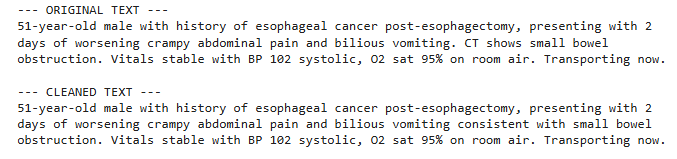 --- ORIGINAL TEXT ---
51-year-old male with history of esophageal cancer post-esophagectomy, presenting with 2
days of worsening crampy abdominal pain and bilious vomiting. CT shows small bowel
obstruction. Vitals stable with BP 102 systolic, O2 sat 95% on room air. Transporting now.

--- CLEANED TEXT ---
51-year-old male with history of esophageal cancer post-esophagectomy, presenting with 2
days of worsening crampy abdominal pain and bilious vomiting consistent with small bowel
obstruction. Vitals stable with BP 102 systolic, O2 sat 95% on room air. Transporting now.